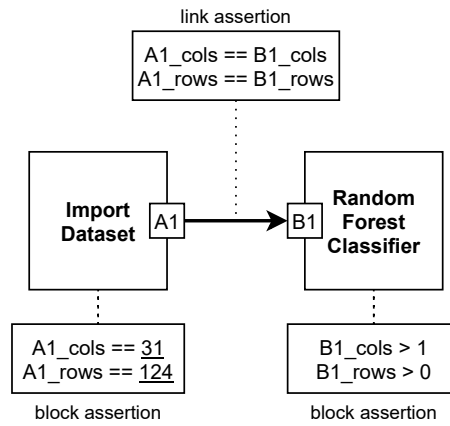 link assertion
A1_cols == B1_cols
A1_rows == B1_rows
Import
Dataset
A1
B1
Random
Forest
Classifier
A1_cols == 31
A1_rows == 124
block assertion
B1_cols > 1
B1_rows > 0
block assertion